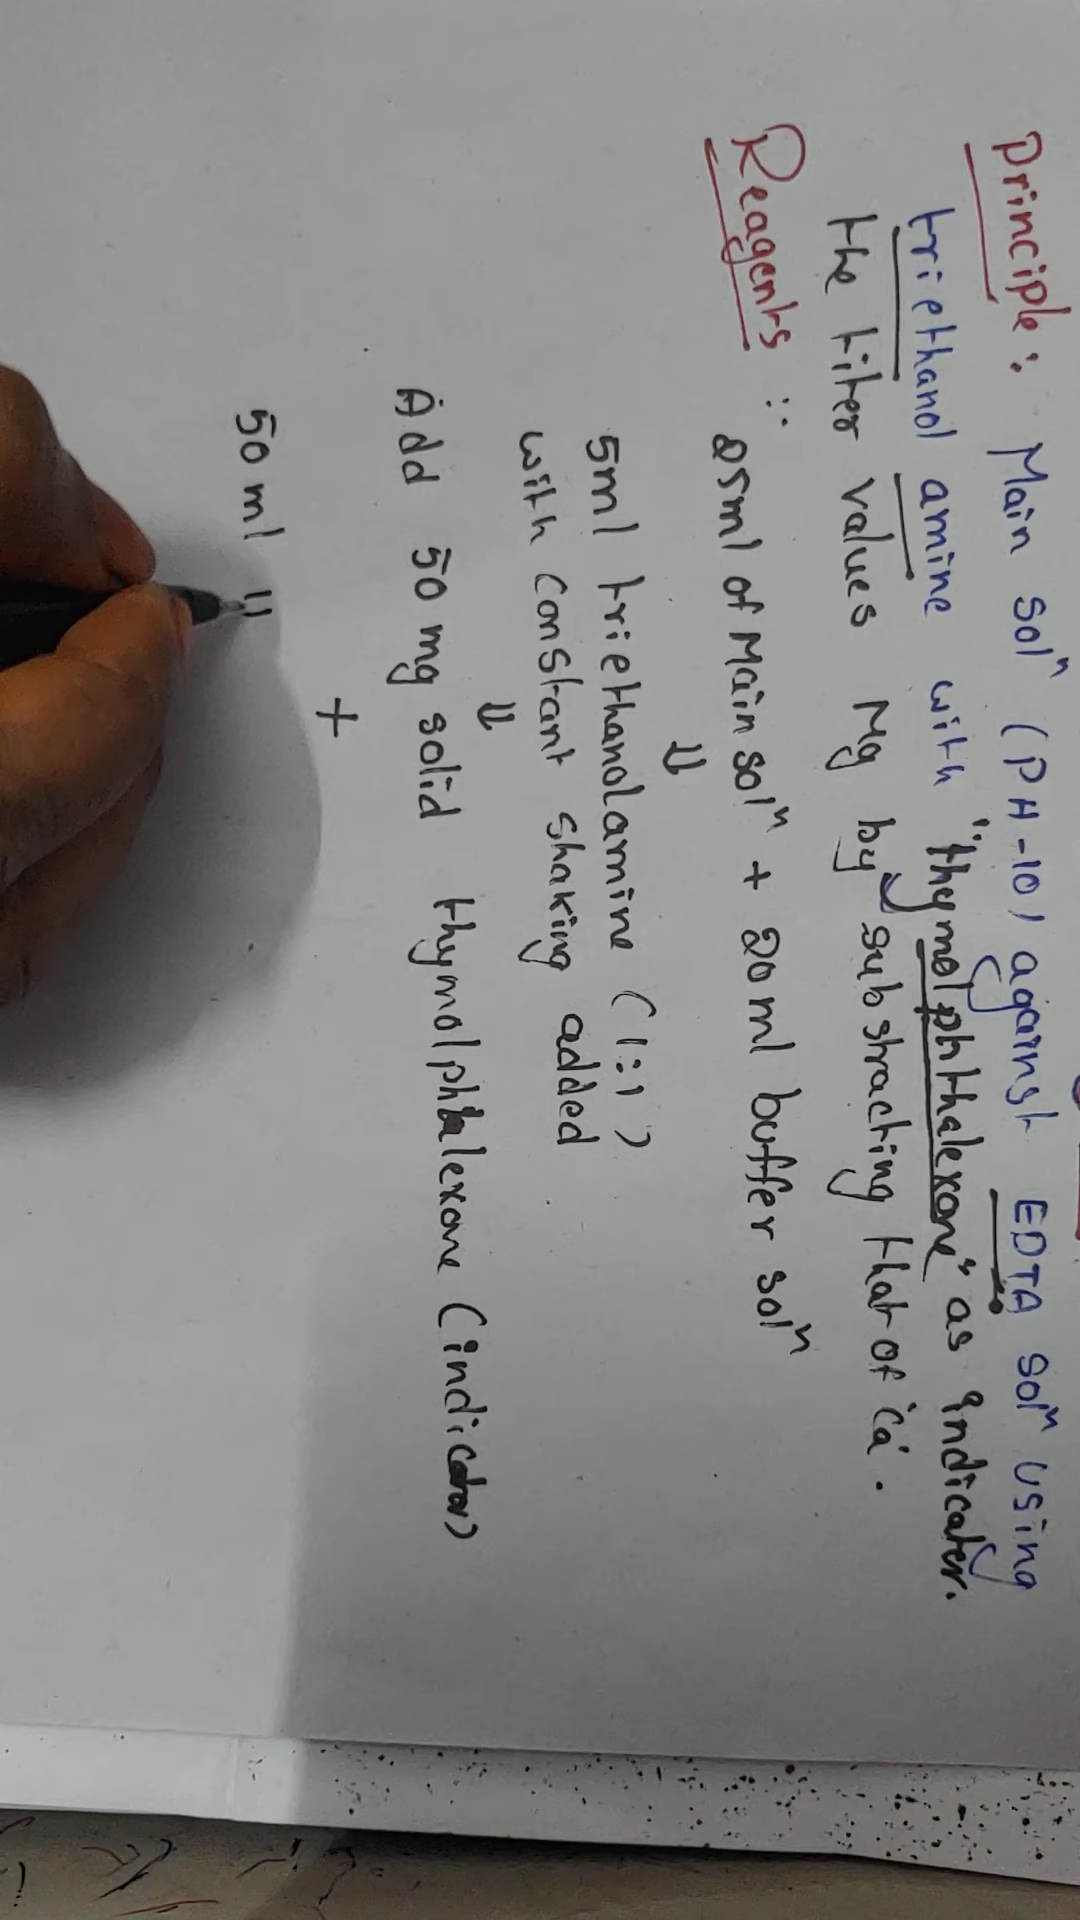 Principle : Main solⁿ (PH-10) against EDTA solⁿ using
triethanol amine with "thymolphthalexone" as indicater.
the titer values Mg by substracting that of 'Ca'.
Reagents :
25ml of Main solⁿ + 20ml buffer solⁿ
⇓
5ml triethanolamine (1:1)
with constant shaking added
⇓
Add 50 mg solid thymolphtalexone (indicator)
+
50 ml